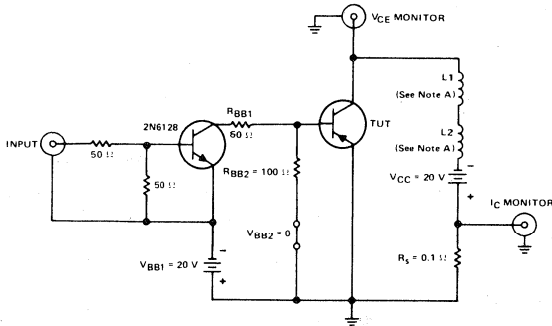 VCE MONITOR
L1
(See Note A)
2N6128
RBB1
60 Ω
TUT
INPUT
50 Ω
L2
(See Note A)
RBB2 = 100 Ω
50 Ω
VCC = 20 V
−
+
IC MONITOR
VBB2 = 0
VBB1 = 20 V
−
+
Rs = 0.1 Ω